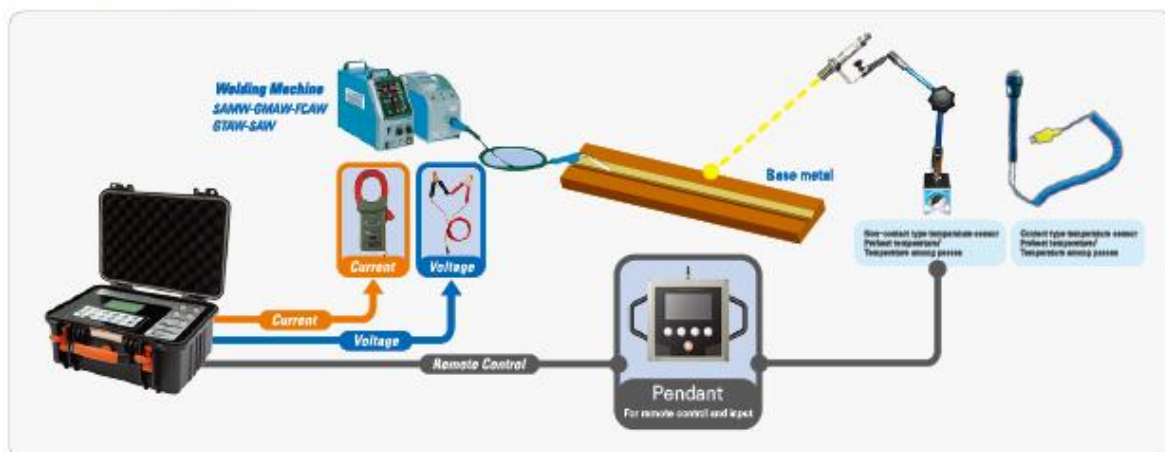 Welding Machine
SAMW-GMAW-FCAW
GTAW-SAW
Base metal
Current
Voltage
Non-contact type temperature sensor
Preheat temperature/
Temperature among passes
Contact type temperature sensor
Preheat temperature/
Temperature among passes
Current
Voltage
Remote Control
Pendant
For remote control and input